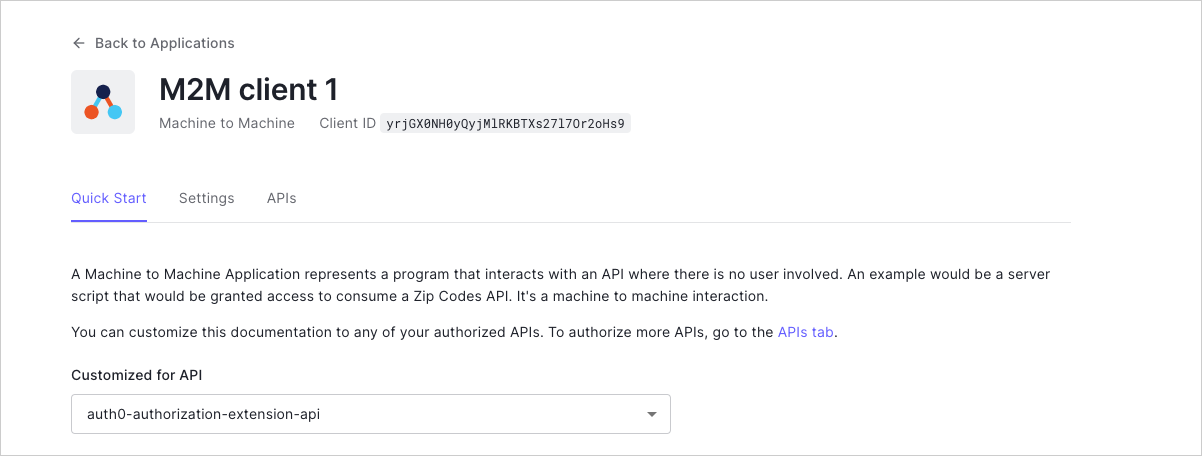 Back to Applications
M2M client 1
Machine to Machine Client ID yrjGX0NH0yQyjMlRKBTXs27l7Or2oHs9
Quick Start Settings APIs
A Machine to Machine Application represents a program that interacts with an API where there is no user involved. An example would be a server
script that would be granted access to consume a Zip Codes API. It's a machine to machine interaction.
You can customize this documentation to any of your authorized APIs. To authorize more APIs, go to the APIs tab.
Customized for API
auth0-authorization-extension-api